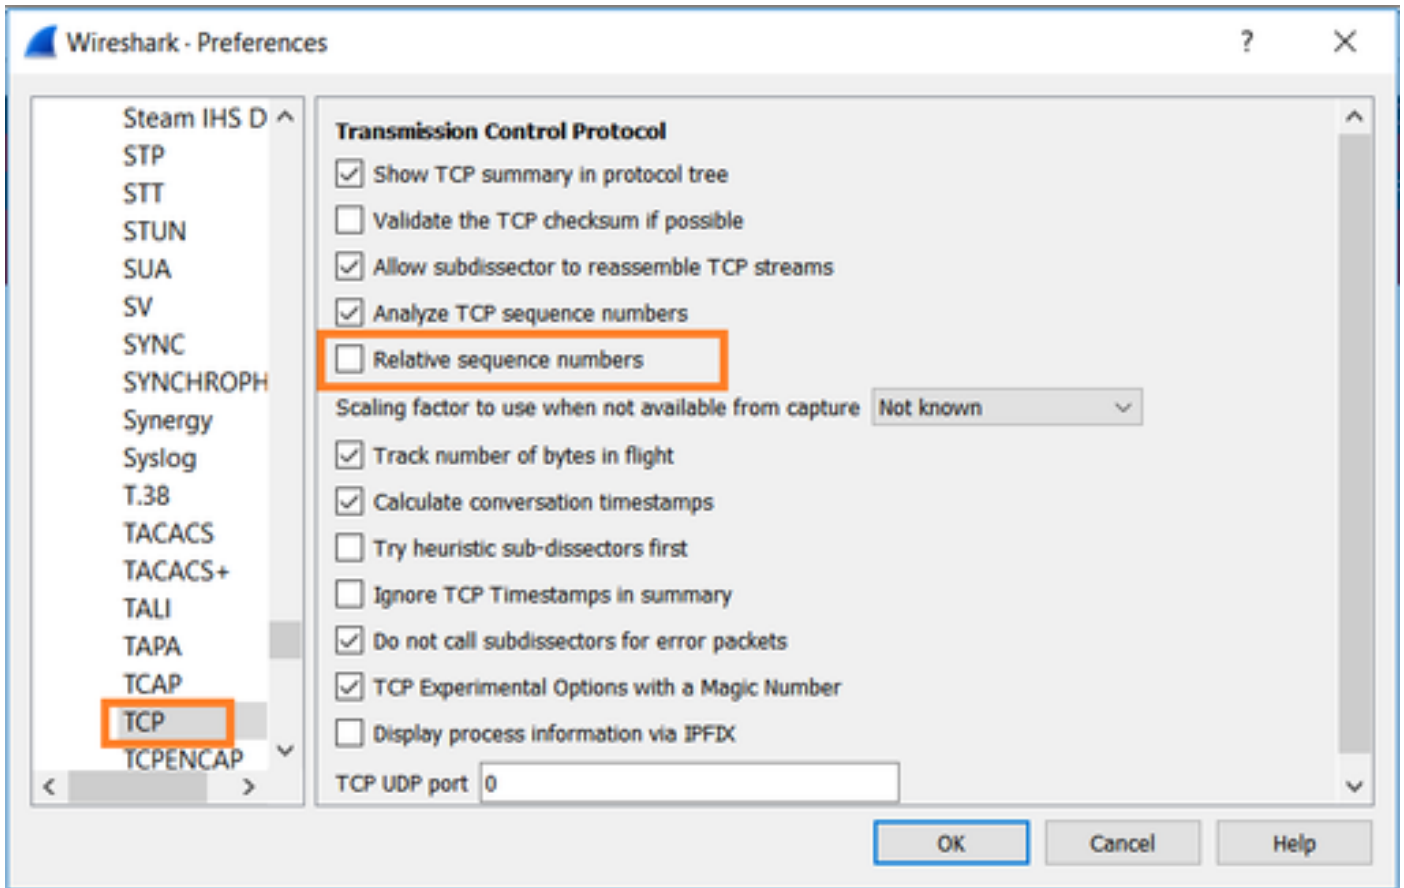 Wireshark - Preferences
?
Steam IHS D
STP
STT
STUN
SUA
SV
SYNC
SYNCHROPH
Synergy
Syslog
T.38
TACACS
TACACS+
TALI
TAPA
TCAP
TCP
TCPENCAP
Transmission Control Protocol
Show TCP summary in protocol tree
Validate the TCP checksum if possible
Allow subdissector to reassemble TCP streams
Analyze TCP sequence numbers
Relative sequence numbers
Scaling factor to use when not available from capture Not known
Track number of bytes in flight
Calculate conversation timestamps
Try heuristic sub-dissectors first
Ignore TCP Timestamps in summary
Do not call subdissectors for error packets
TCP Experimental Options with a Magic Number
Display process information via IPFIX
TCP UDP port 0
OK Cancel Help